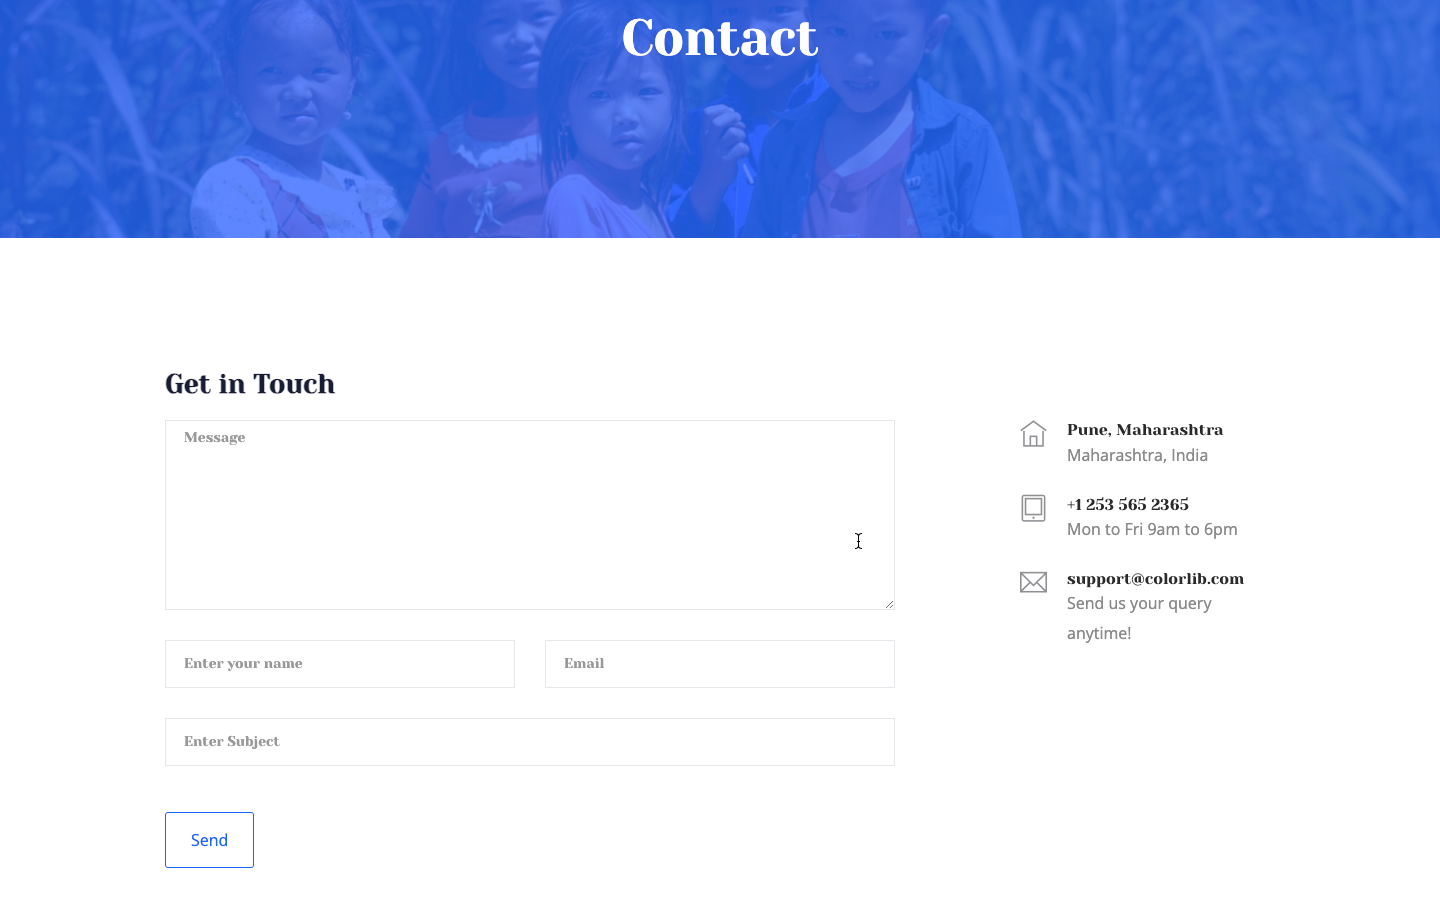 Contact
Get in Touch
Message
Enter your name
Email
Enter Subject
Send
Pune, Maharashtra
Maharashtra, India
+1 253 565 2365
Mon to Fri 9am to 6pm
support@colorlib.com
Send us your query
anytime!